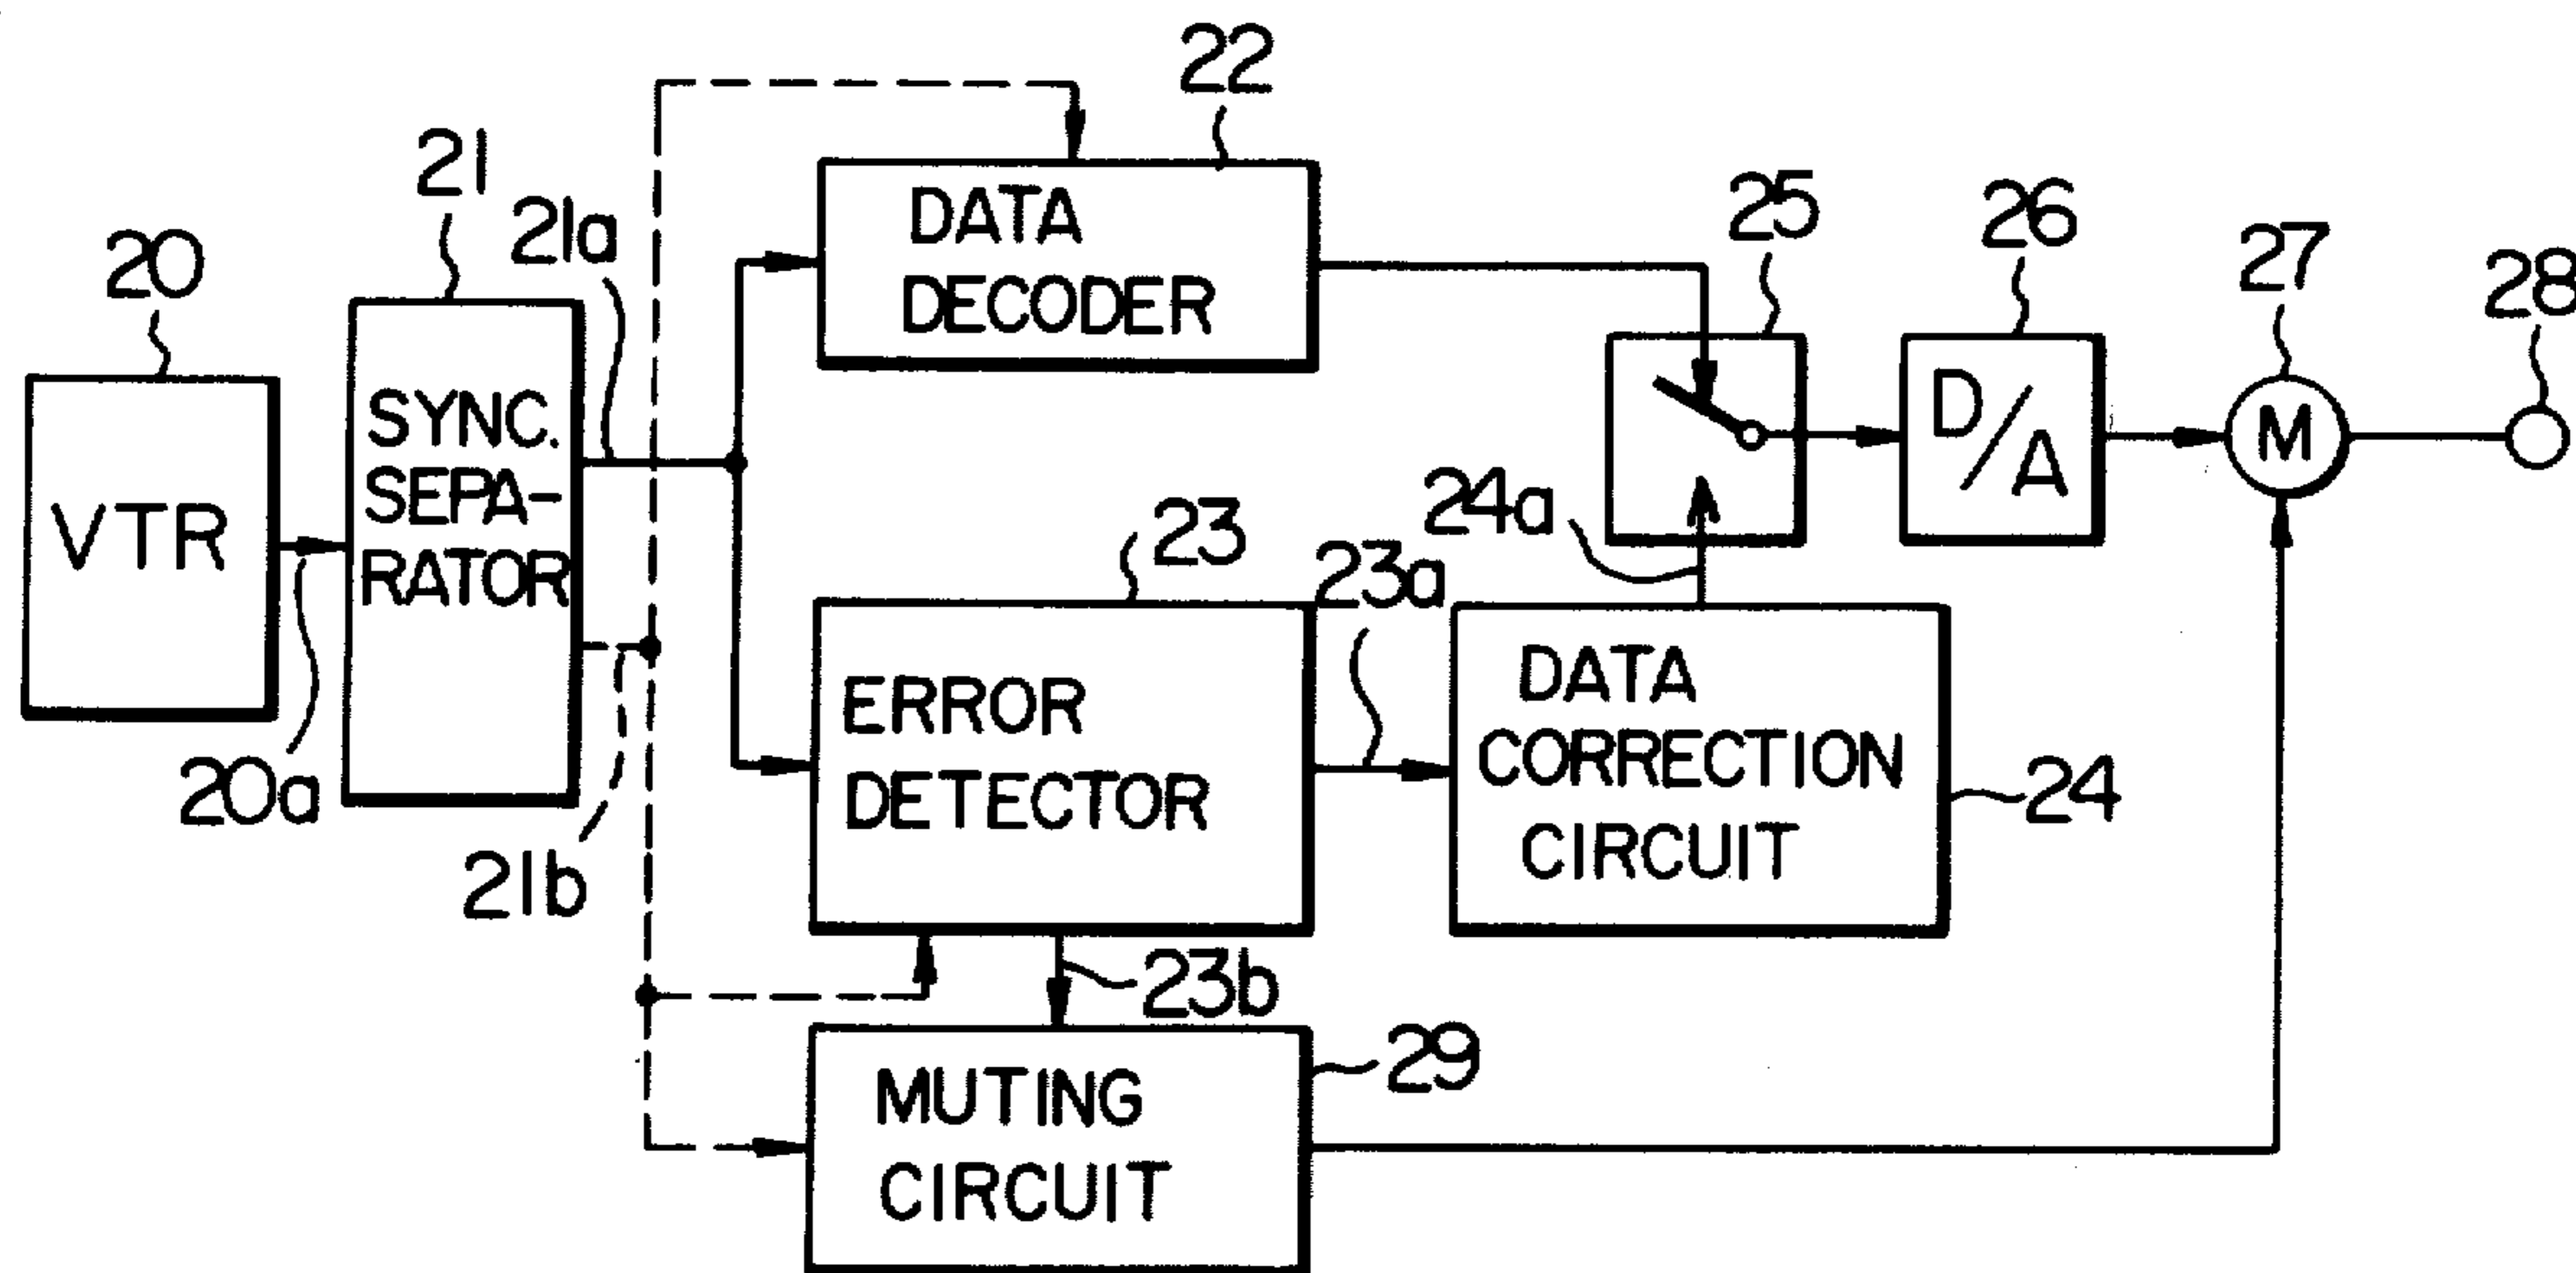 22
21
21a
DATA
DECODER
25
26
27
28
20
SYNC.
SEPA-
RATOR
VTR
D/A
M
24a
23
23a
20a
21b
ERROR
DETECTOR
DATA
CORRECTION
CIRCUIT
24
23b
MUTING
CIRCUIT
29